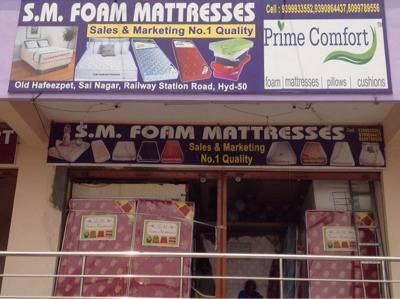 S.M. FOAM MATTRESSES
Cell : 9399933552,9390864437,8099789556
Sales & Marketing No.1 Quality
Prime Comfort
foam | mattresses | pillows | cushions
Old Hafeezpet, Sai Nagar, Railway Station Road, Hyd-50
S.M. FOAM MATTRESSES
Sales & Marketing
No.1 Quality